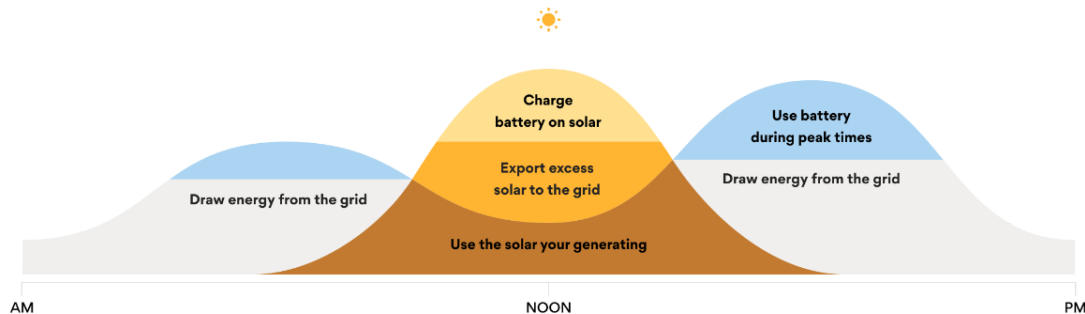 Charge
battery on solar
Use battery
during peak times
Export excess
solar to the grid
Draw energy from the grid
Draw energy from the grid
Use the solar your generating
AM
NOON
PM